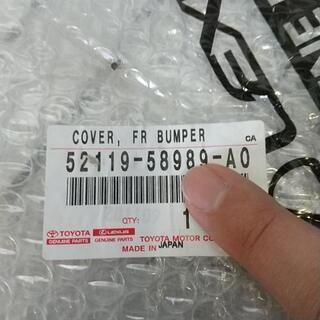 COVER, FR BUMPER CA
52119-58989-A0
QTY: 1
TOYOTA LEXUS
GENUINE PARTS GENUINE PARTS TOYOTA MOTOR CO
MADE IN JAPAN